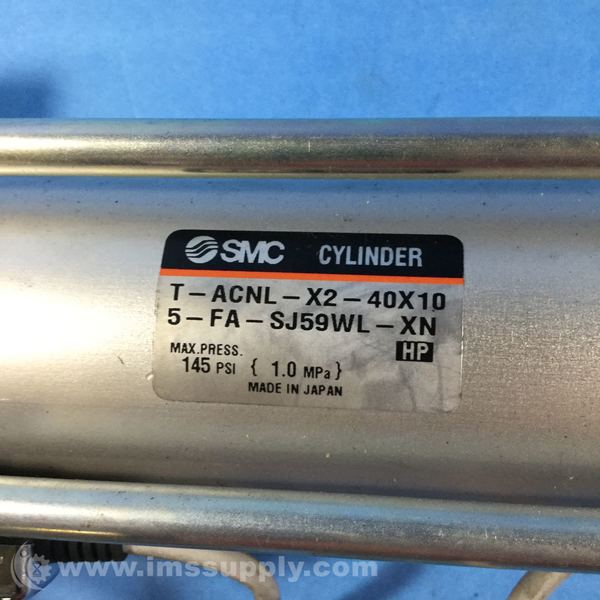 SMC CYLINDER
T-ACNL-X2-40X10
5-FA-SJ59WL-XN
MAX.PRESS. HP
145 PSI { 1.0 MPa }
MADE IN JAPAN
© www.imssupply.com/